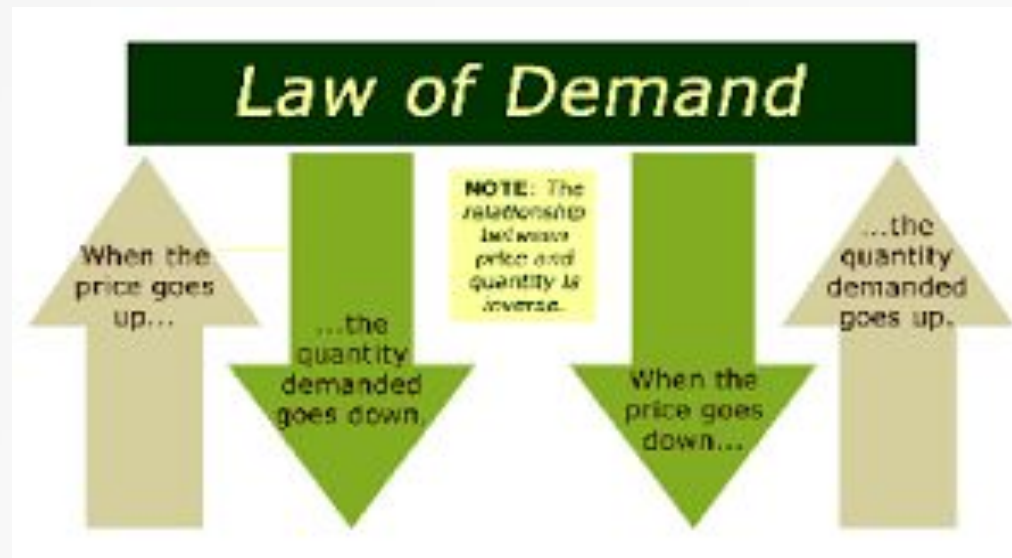 Law of Demand
When the
price goes
up...
...the
quantity
demanded
goes down.
NOTE: The
relationship
between
price and
quantity is
inverse.
When the
price goes
down...
...the
quantity
demanded
goes up.